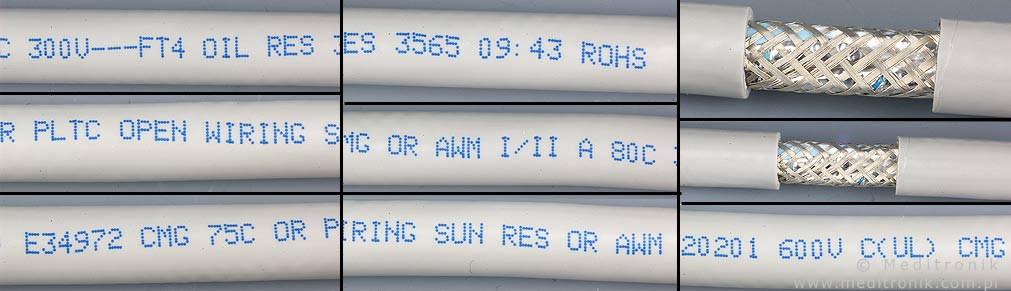 C 300V---FT4 OIL RES 3
R PLTC OPEN WIRING S
E34972 CMG 75C OR P
ES 3565 09:43 ROHS
MG OR AWM I/II A 80C
IRING SUN RES OR AWM
20201 600V C(UL) CMG
© Meditronik
www.meditronik.com.pl